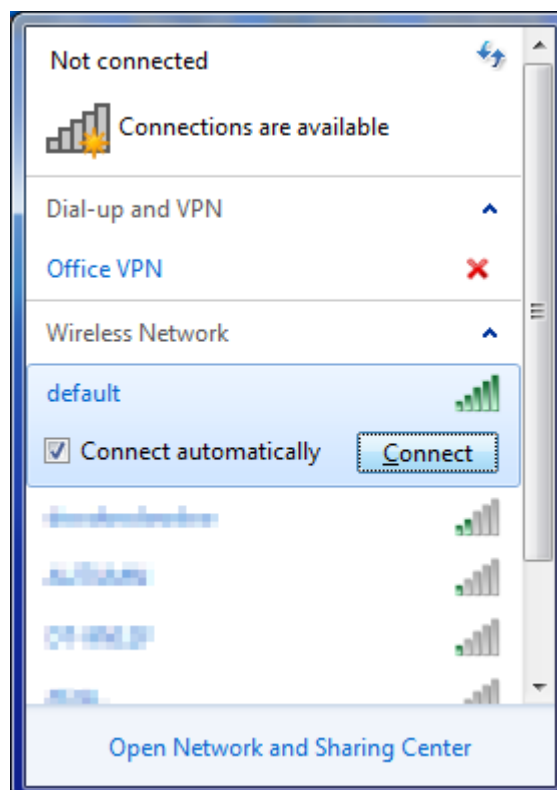 Not connected
Connections are available
Dial-up and VPN
Office VPN
Wireless Network
default
Connect automatically
Connect
Open Network and Sharing Center